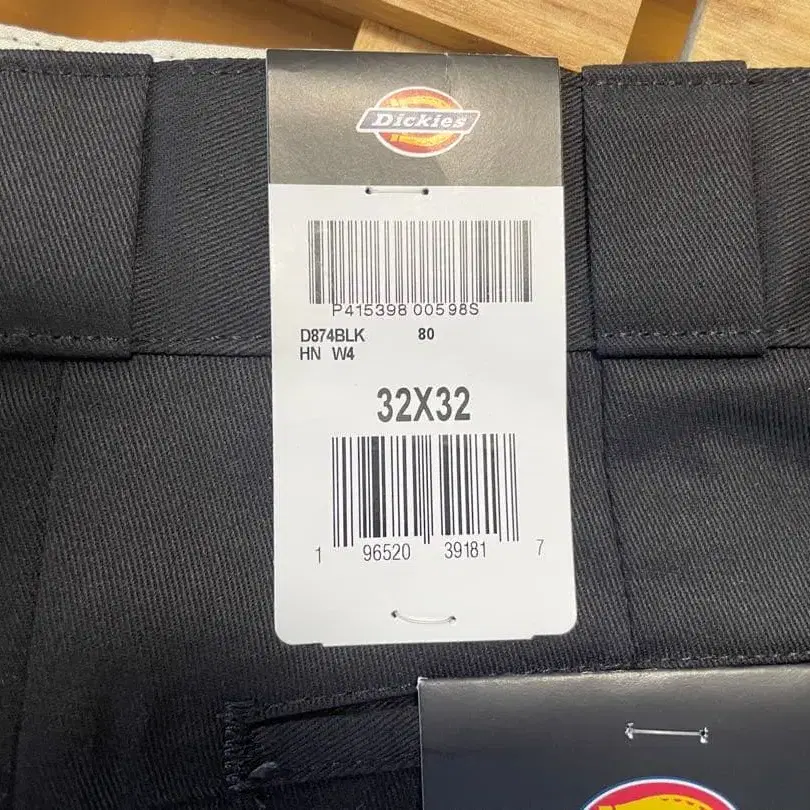 Dickies
P415398 00598S
D874BLK 80
HN W4
32X32
1 96520 39181 7